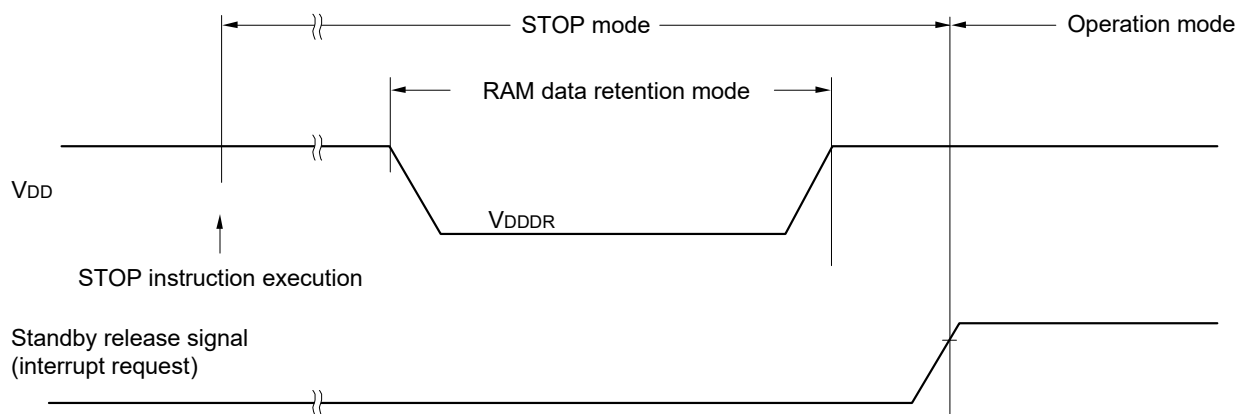 STOP mode
Operation mode
RAM data retention mode
VDD
VDDDR
STOP instruction execution
Standby release signal
(interrupt request)